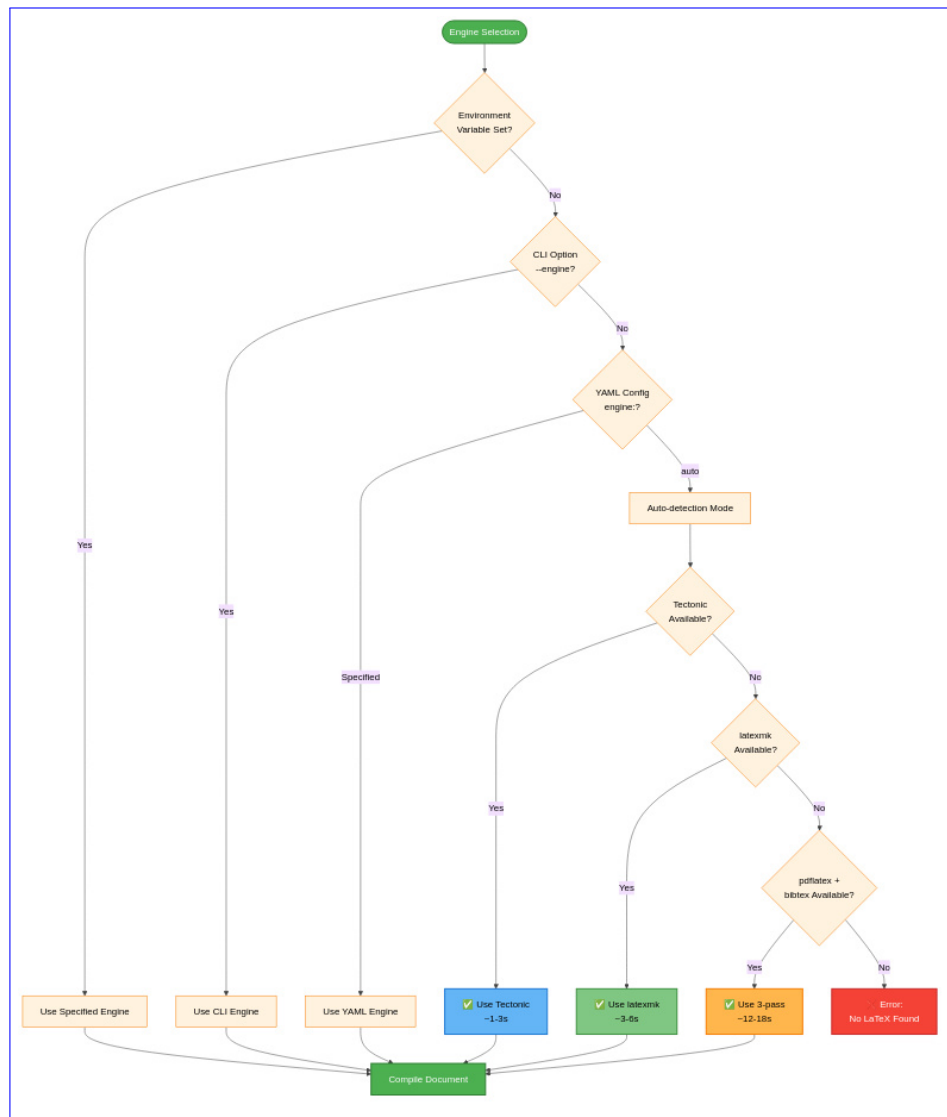 Engine Selection
Environment
Variable Set?
No
CLI Option
--engine?
No
YAML Config
engine:?
auto
Auto-detection Mode
Yes
Tectonic
Available?
Yes
Specified
No
latexmk
Available?
Yes
No
Yes
pdflatex +
bibtex Available?
Yes
No
Use Specified Engine
Use CLI Engine
Use YAML Engine
✅ Use Tectonic
~1-3s
✅ Use latexmk
~3-6s
✅ Use 3-pass
~12-18s
Error:
No LaTeX Found
Compile Document